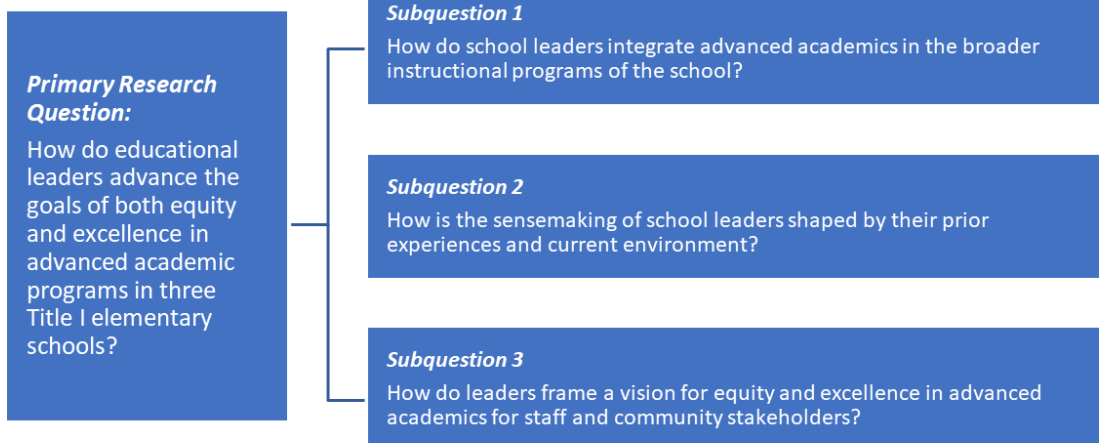 Primary Research
Question:
How do educational
leaders advance the
goals of both equity
and excellence in
advanced academic
programs in three
Title I elementary
schools?
Subquestion 1
How do school leaders integrate advanced academics in the broader
instructional programs of the school?
Subquestion 2
How is the sensemaking of school leaders shaped by their prior
experiences and current environment?
Subquestion 3
How do leaders frame a vision for equity and excellence in advanced
academics for staff and community stakeholders?